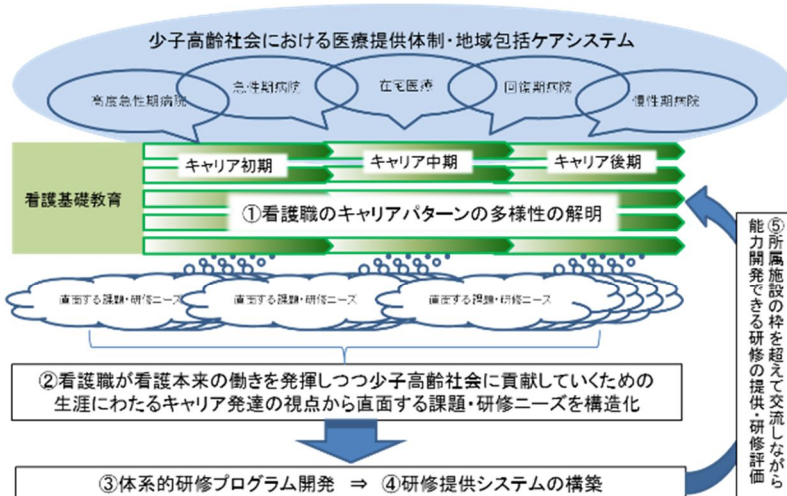 少子高齢社会における医療提供体制・地域包括ケアシステム
高度急性期病院
急性期病院
在宅医療
回復期病院
慢性期病院
看護基礎教育
キャリア初期
キャリア中期
キャリア後期
①看護職のキャリアパターンの多様性の解明
直面する課題・研修ニーズ
直面する課題・研修ニーズ
直面する課題・研修ニーズ
②看護職が看護本来の働きを発揮しつつ少子高齢社会に貢献していくための
生涯にわたるキャリア発達の視点から直面する課題・研修ニーズを構造化
③体系的研修プログラム開発 ⇒ ④研修提供システムの構築
⑤所属施設の枠を超えて交流しながら
能力開発できる研修の提供・研修評価